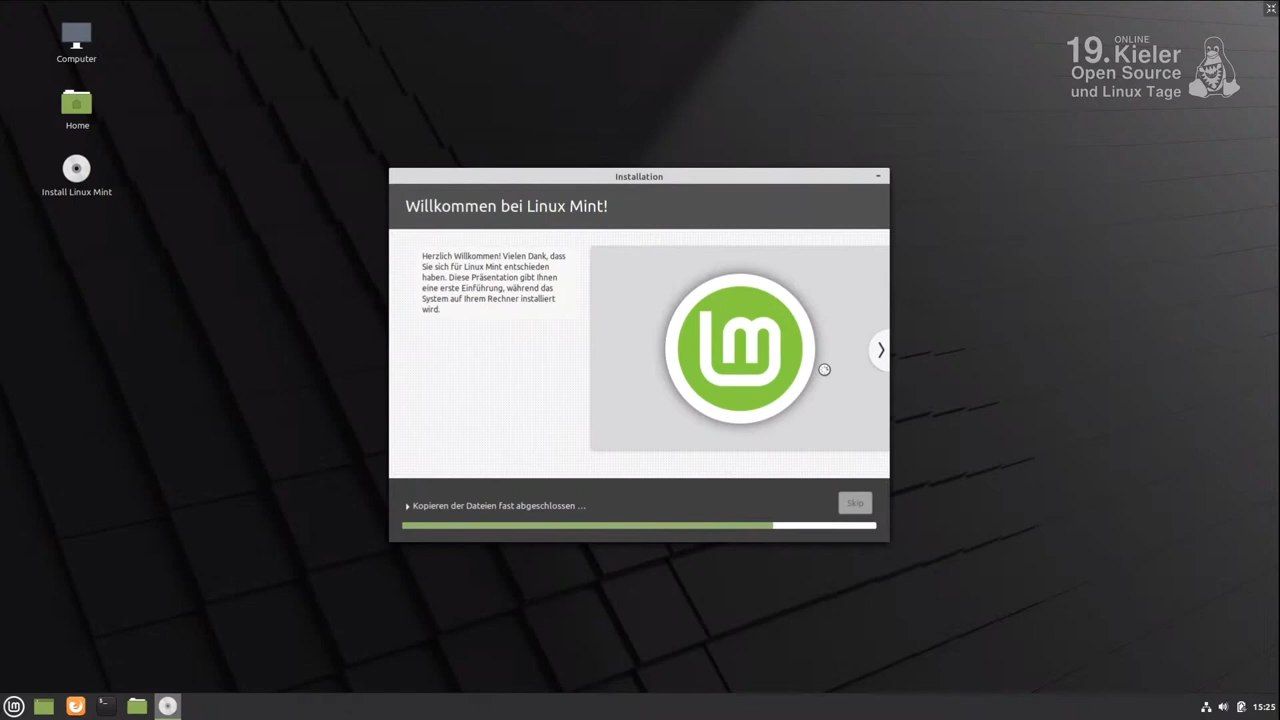 Computer
Home
Install Linux Mint
ONLINE
19. Kieler
Open Source
und Linux Tage
Installation
Willkommen bei Linux Mint!
Herzlich Willkommen! Vielen Dank, dass
Sie sich für Linux Mint entschieden
haben. Diese Präsentation gibt Ihnen
eine erste Einführung, während das
System auf Ihrem Rechner installiert
wird.
lm
Kopieren der Dateien fast abgeschlossen ...
Skip
15:25